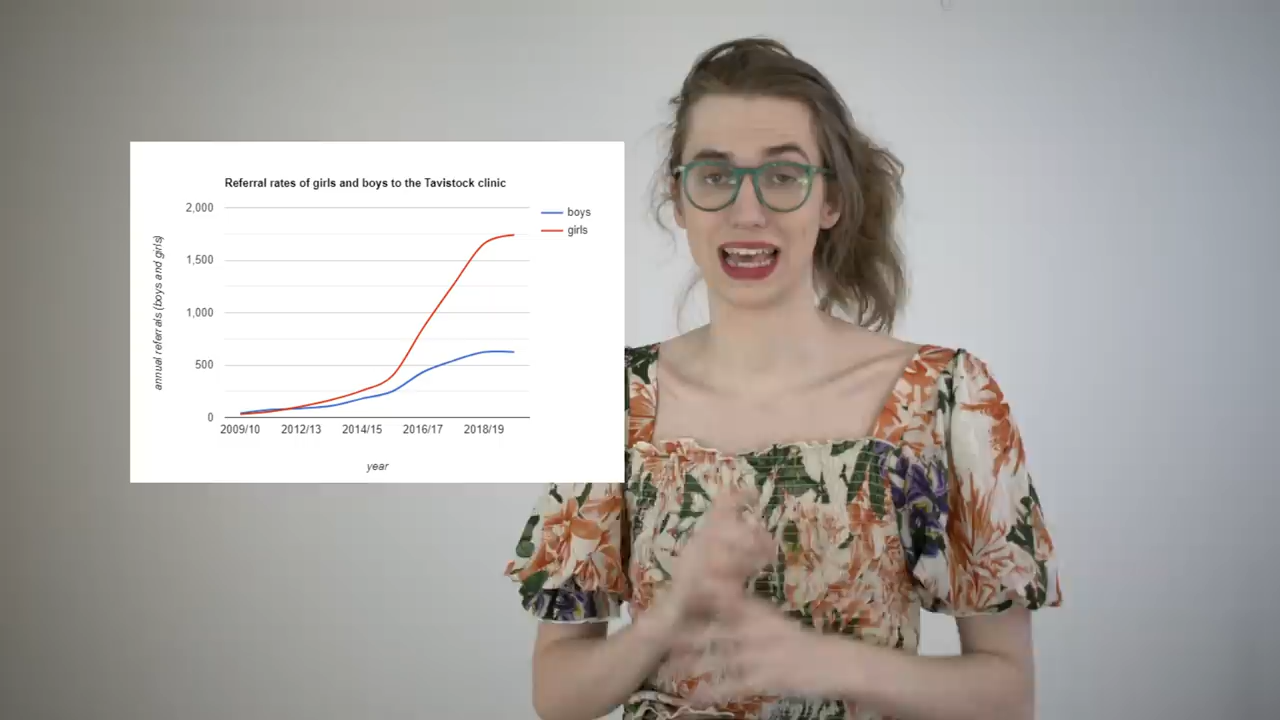 Referral rates of girls and boys to the Tavistock clinic
2,000
1,500
1,000
500
0
annual referrals (boys and girls)
2009/10 2012/13 2014/15 2016/17 2018/19
year
boys
girls